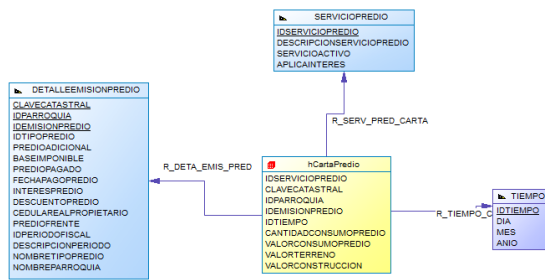 SERVICIOPREDIO
IDSERVICIOPREDIO
DESCRIPCIONSERVICIOPREDIO
SERVICIOACTIVO
APLICAINTERES
DETALLEEMISIONPREDIO
CLAVECATASTRAL
IDPARROQUIA
IDEMISIONPREDIO
IDTIPOPREDIO
PREDIOADICIONAL
BASEIMPONIBLE
PREDIOPAGADO
FECHAPAGOPREDIO
INTERESPREDIO
DESCUENTOPREDIO
CEDULAREALPROPIETARIO
PREDIOFRENTE
IDPERIODOFISCAL
DESCRIPCIONPERIODO
NOMBRETIPOPREDIO
NOMBREPARROQUIA
R_SERV_PRED_CARTA
R_DETA_EMIS_PRED
hCartaPredio
IDSERVICIOPREDIO
CLAVECATASTRAL
IDPARROQUIA
IDEMISIONPREDIO
IDTIEMPO
CANTIDADCONSUMOPREDIO
VALORCONSUMOPREDIO
VALORTERRENO
VALORCONSTRUCCION
R_TIEMPO_C
TIEMPO
IDTIEMPO
DIA
MES
ANIO